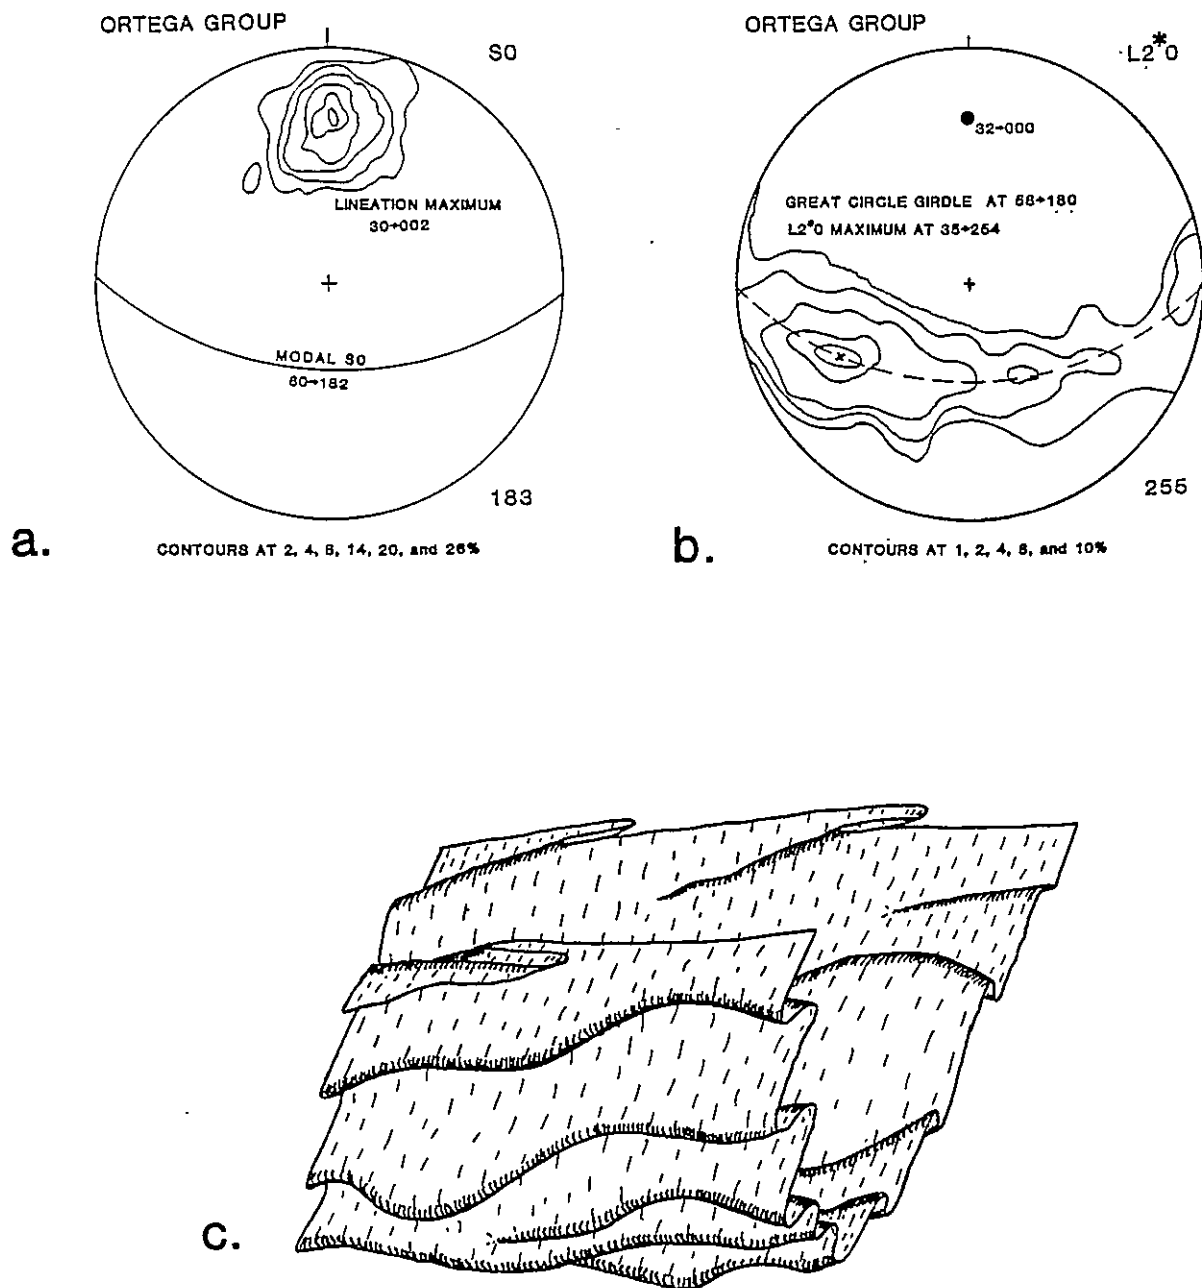 ORTEGA GROUP
S0
LINEATION MAXIMUM
30→002
MODAL S0
60→182
183
a.
CONTOURS AT 2, 4, 8, 14, 20, and 26%
ORTEGA GROUP
L2*0
32→000
GREAT CIRCLE GIRDLE AT 58→180
L2*0 MAXIMUM AT 35→254
255
b.
CONTOURS AT 1, 2, 4, 8, and 10%
c.